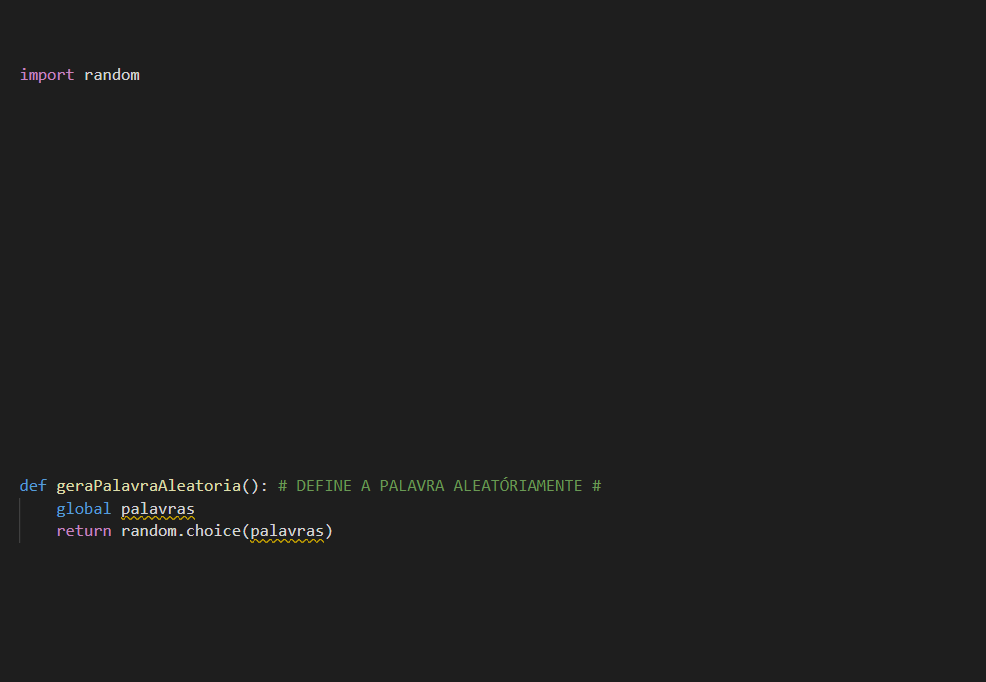 import random
def geraPalavraAleatoria(): # DEFINE A PALAVRA ALEATÓRIAMENTE #
    global palavras
    return random.choice(palavras)